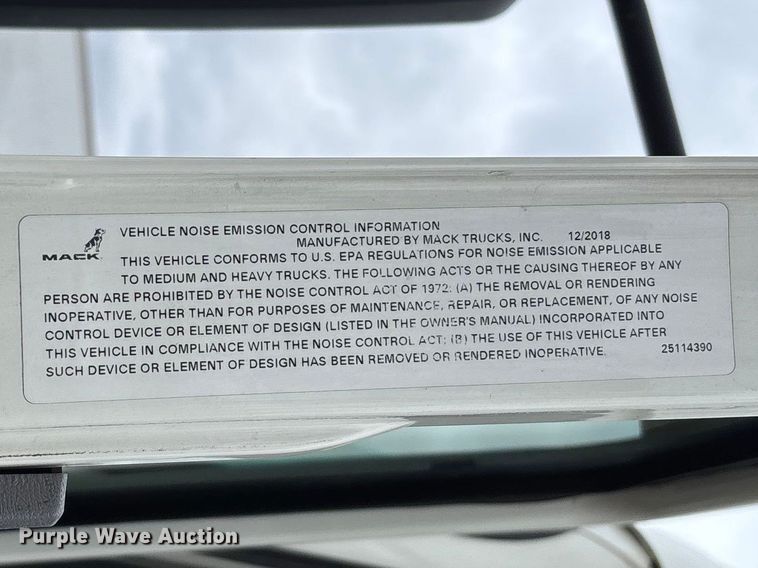 VEHICLE NOISE EMISSION CONTROL INFORMATION
MANUFACTURED BY MACK TRUCKS, INC. 12/2018
MACK
THIS VEHICLE CONFORMS TO U.S. EPA REGULATIONS FOR NOISE EMISSION APPLICABLE
TO MEDIUM AND HEAVY TRUCKS. THE FOLLOWING ACTS OR THE CAUSING THEREOF BY ANY
PERSON ARE PROHIBITED BY THE NOISE CONTROL ACT OF 1972: (A) THE REMOVAL OR RENDERING
INOPERATIVE, OTHER THAN FOR PURPOSES OF MAINTENANCE, REPAIR, OR REPLACEMENT, OF ANY NOISE
CONTROL DEVICE OR ELEMENT OF DESIGN (LISTED IN THE OWNER'S MANUAL) INCORPORATED INTO
THIS VEHICLE IN COMPLIANCE WITH THE NOISE CONTROL ACT; (B) THE USE OF THIS VEHICLE AFTER
SUCH DEVICE OR ELEMENT OF DESIGN HAS BEEN REMOVED OR RENDERED INOPERATIVE. 25114390
Purple Wave Auction